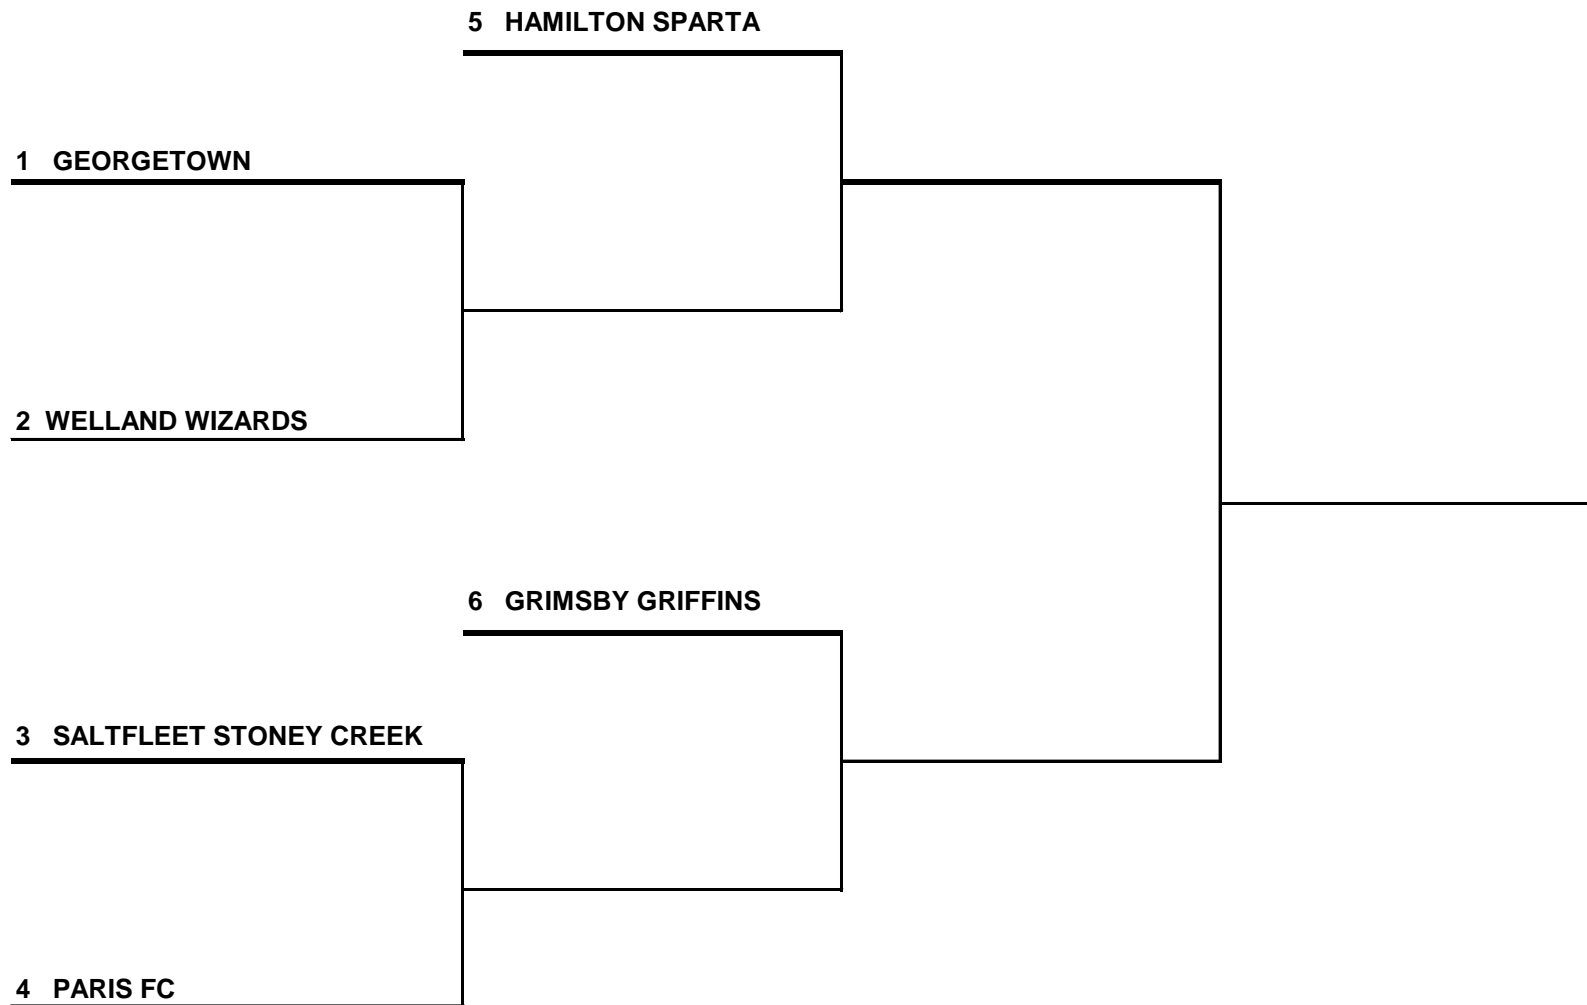 5 HAMILTON SPARTA
1 GEORGETOWN
2 WELLAND WIZARDS
6 GRIMSBY GRIFFINS
3 SALTFLEET STONEY CREEK
4 PARIS FC